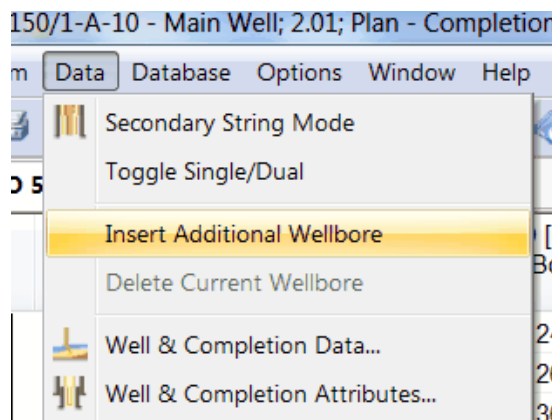 150/1-A-10 - Main Well; 2.01; Plan - Completion
m Data Database Options Window Help
Secondary String Mode
Toggle Single/Dual
D 5
Insert Additional Wellbore
Delete Current Wellbore
Well & Completion Data...
Well & Completion Attributes...